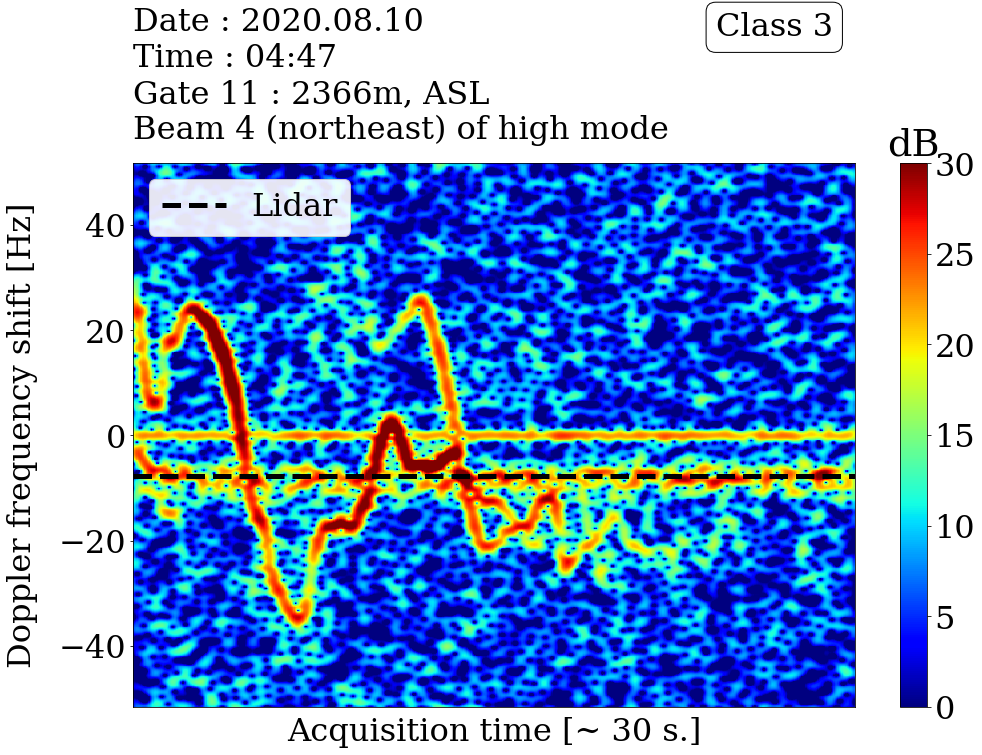 Date : 2020.08.10
Time : 04:47
Gate 11 : 2366m, ASL
Beam 4 (northeast) of high mode
Class 3
dB
Lidar
Doppler frequency shift [Hz]
40
20
0
−20
−40
Acquisition time [~ 30 s.]
30
25
20
15
10
5
0